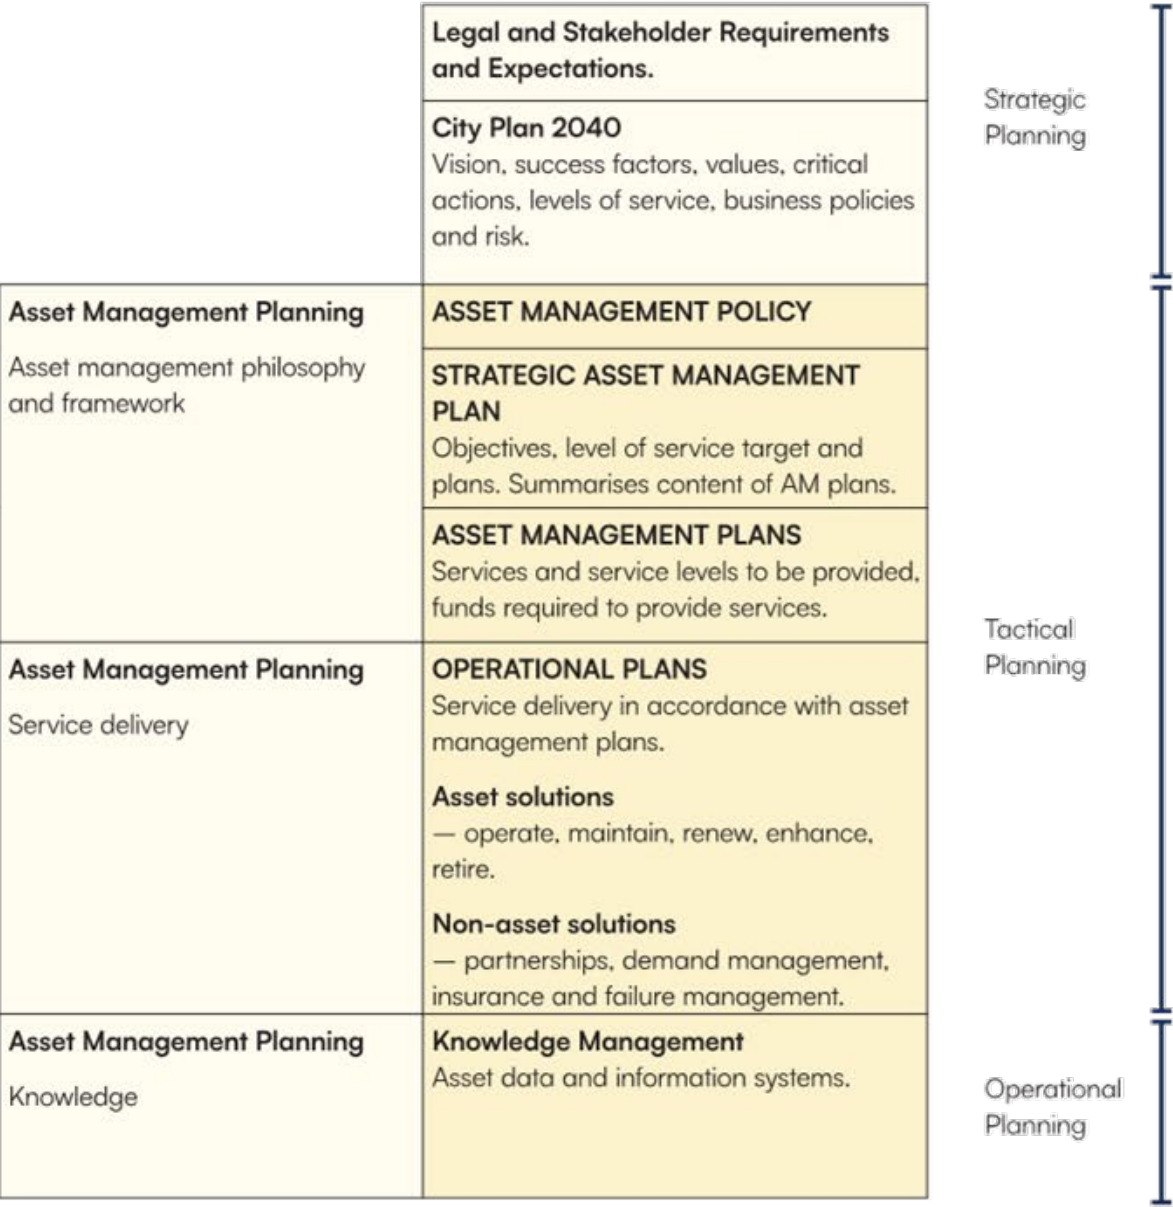 Legal and Stakeholder Requirements
and Expectations.
Strategic
Planning
City Plan 2040
Vision, success factors, values, critical
actions, levels of service, business policies
and risk.
Asset Management Planning
Asset management philosophy
and framework
ASSET MANAGEMENT POLICY
STRATEGIC ASSET MANAGEMENT
PLAN
Objectives, level of service target and
plans. Summarises content of AM plans.
ASSET MANAGEMENT PLANS
Services and service levels to be provided,
funds required to provide services.
Tactical
Planning
Asset Management Planning
Service delivery
OPERATIONAL PLANS
Service delivery in accordance with asset
management plans.
Asset solutions
— operate, maintain, renew, enhance,
retire.
Non-asset solutions
— partnerships, demand management,
insurance and failure management.
Asset Management Planning
Knowledge
Knowledge Management
Asset data and information systems.
Operational
Planning